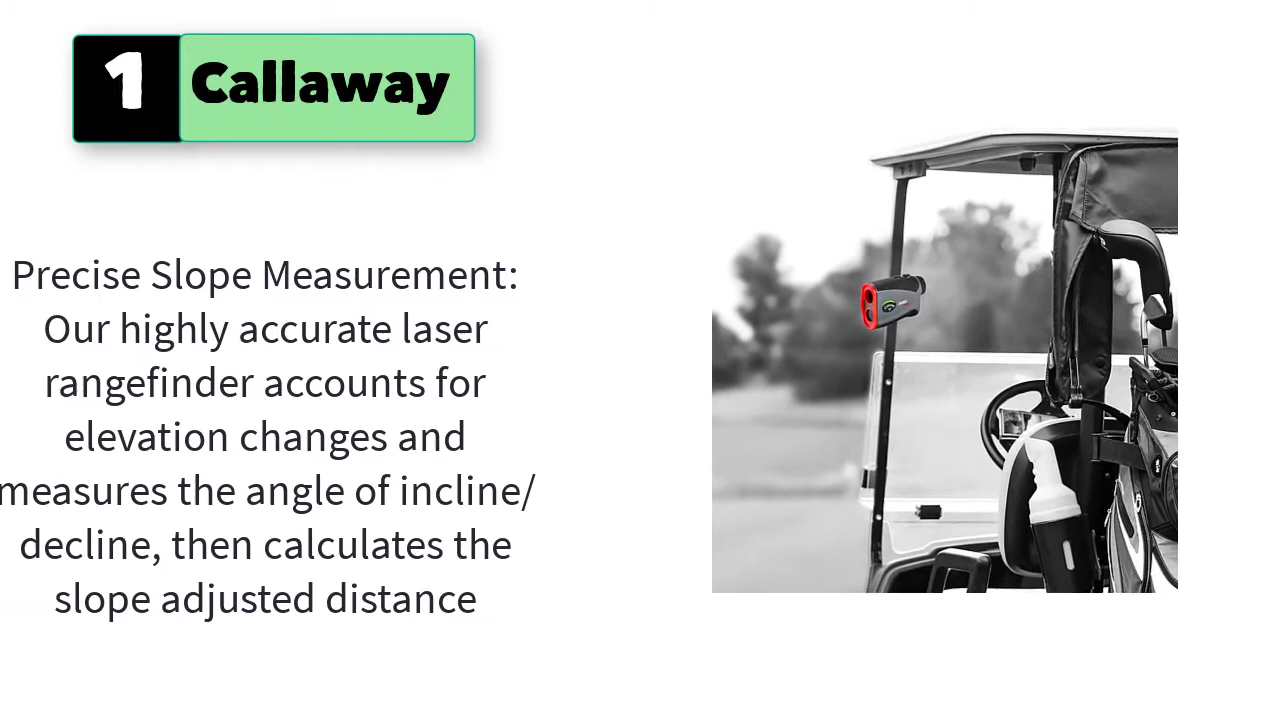 1 Callaway
Precise Slope Measurement:
Our highly accurate laser
rangefinder accounts for
elevation changes and
measures the angle of incline/
decline, then calculates the
slope adjusted distance